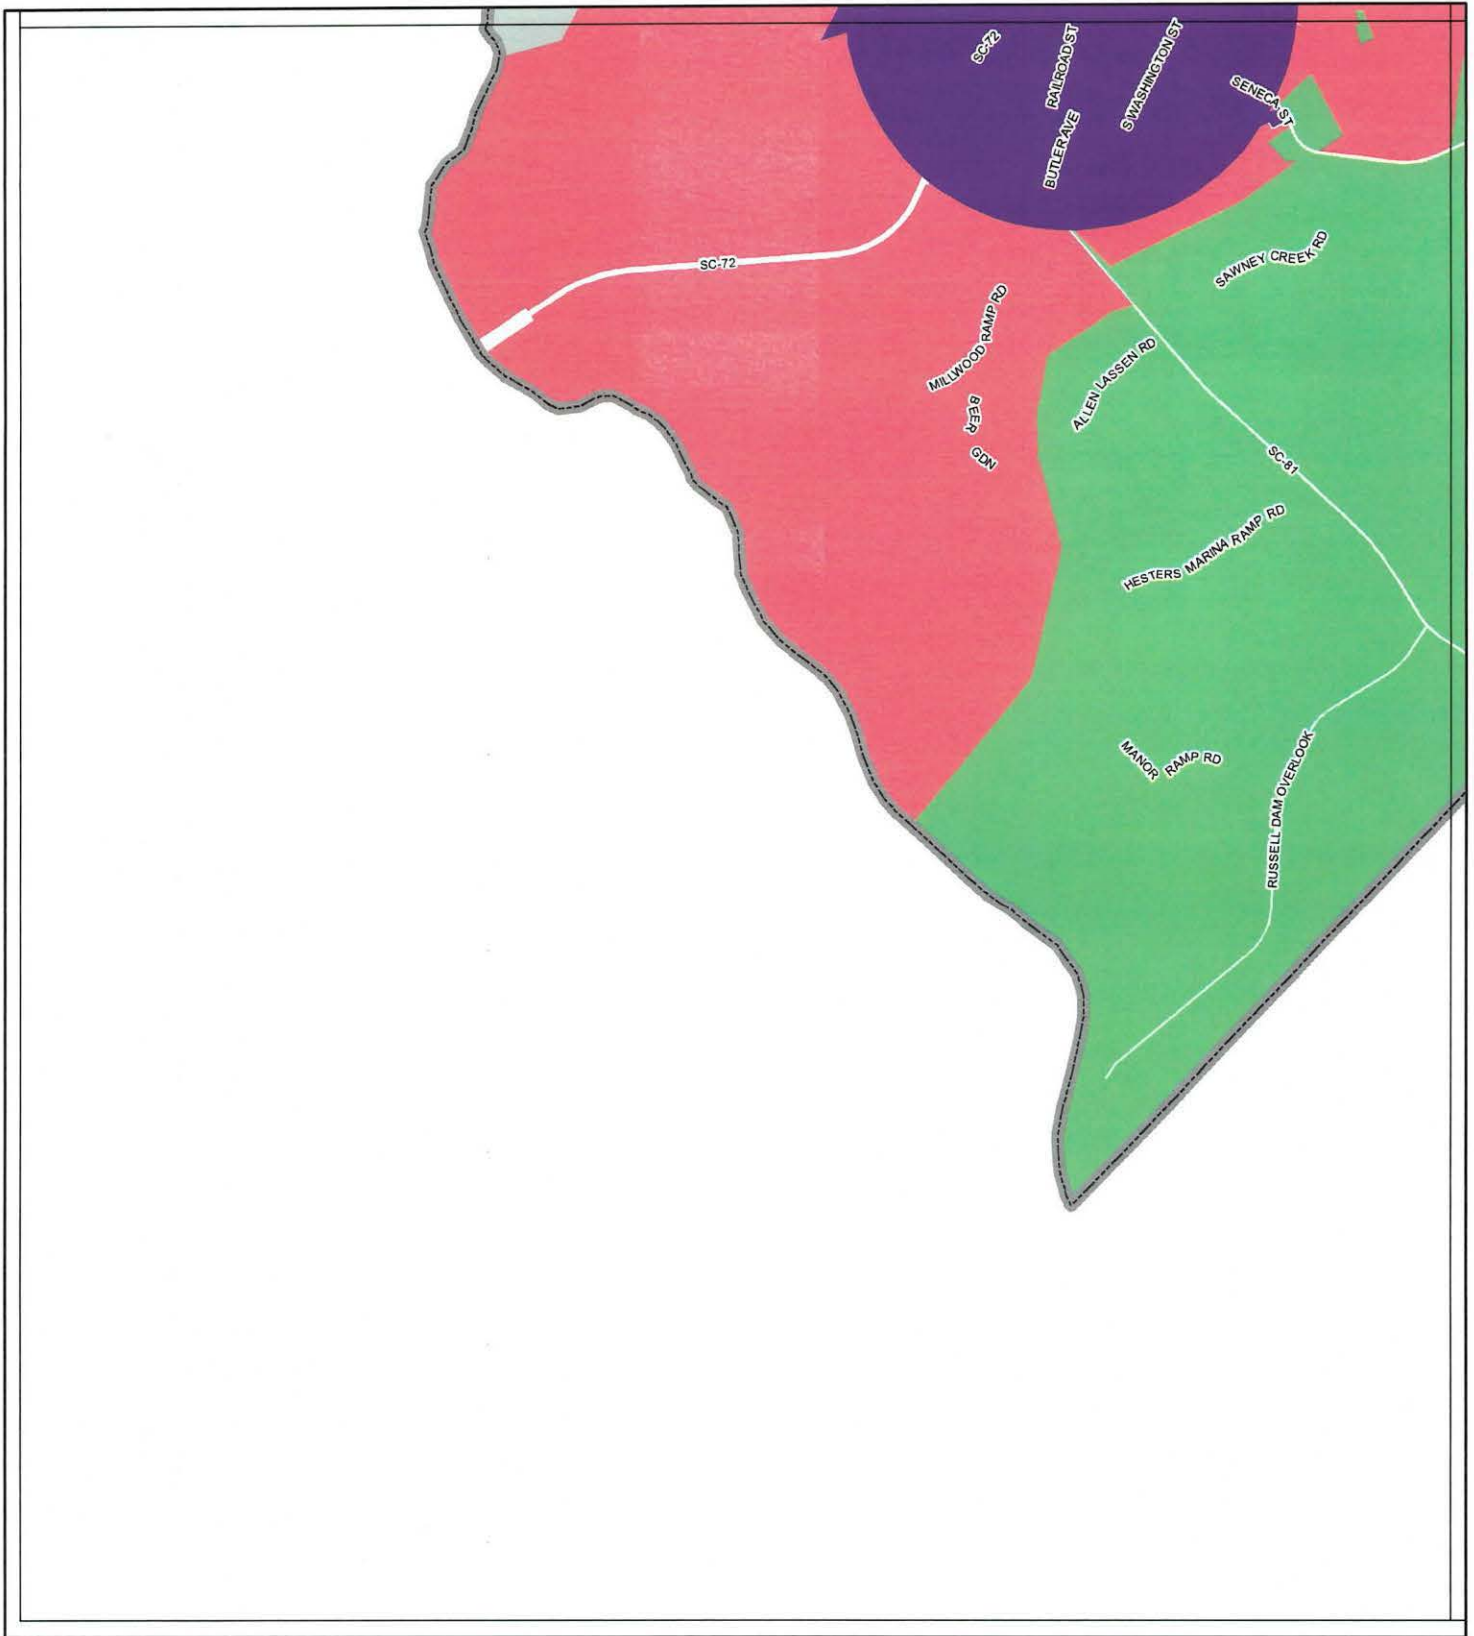 SC-72
RAILROAD ST
S WASHINGTON ST
SENECA ST
BUTLER AVE
SC-72
SAWNEY CREEK RD
MILLWOOD RAMP RD
ALLEN LASSEN RD
BEER GDN
SC-81
HESTERS MARINA RAMP RD
MANOR RAMP RD
RUSSELL DAM OVERLOOK